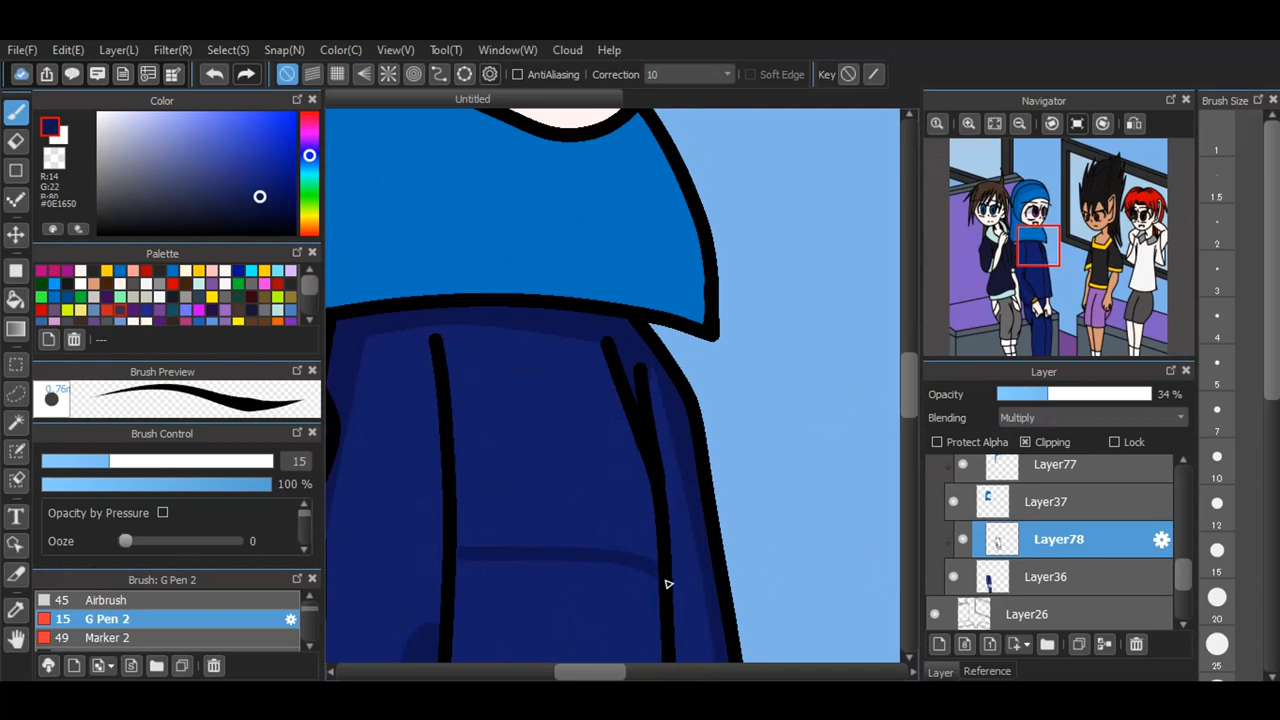 File(F) Edit(E) Layer(L) Filter(R) Select(S) Snap(N) Color(C) View(V) Tool(T) Window(W) Cloud Help
AntiAliasing Correction 10 Soft Edge Key
Color
Untitled
Navigator
Brush Size
R:14
G:22
B:80
#0E1650
Palette
---
Brush Preview
Brush Control
15
100 %
Opacity by Pressure
Ooze 0
Brush: G Pen 2
45 Airbrush
15 G Pen 2
49 Marker 2
Layer
Opacity 34 %
Blending Multiply
Protect Alpha Clipping Lock
Layer77
Layer37
Layer78
Layer36
Layer26
Layer Reference
1
1.5
2
3
4
5
7
10
12
15
20
25